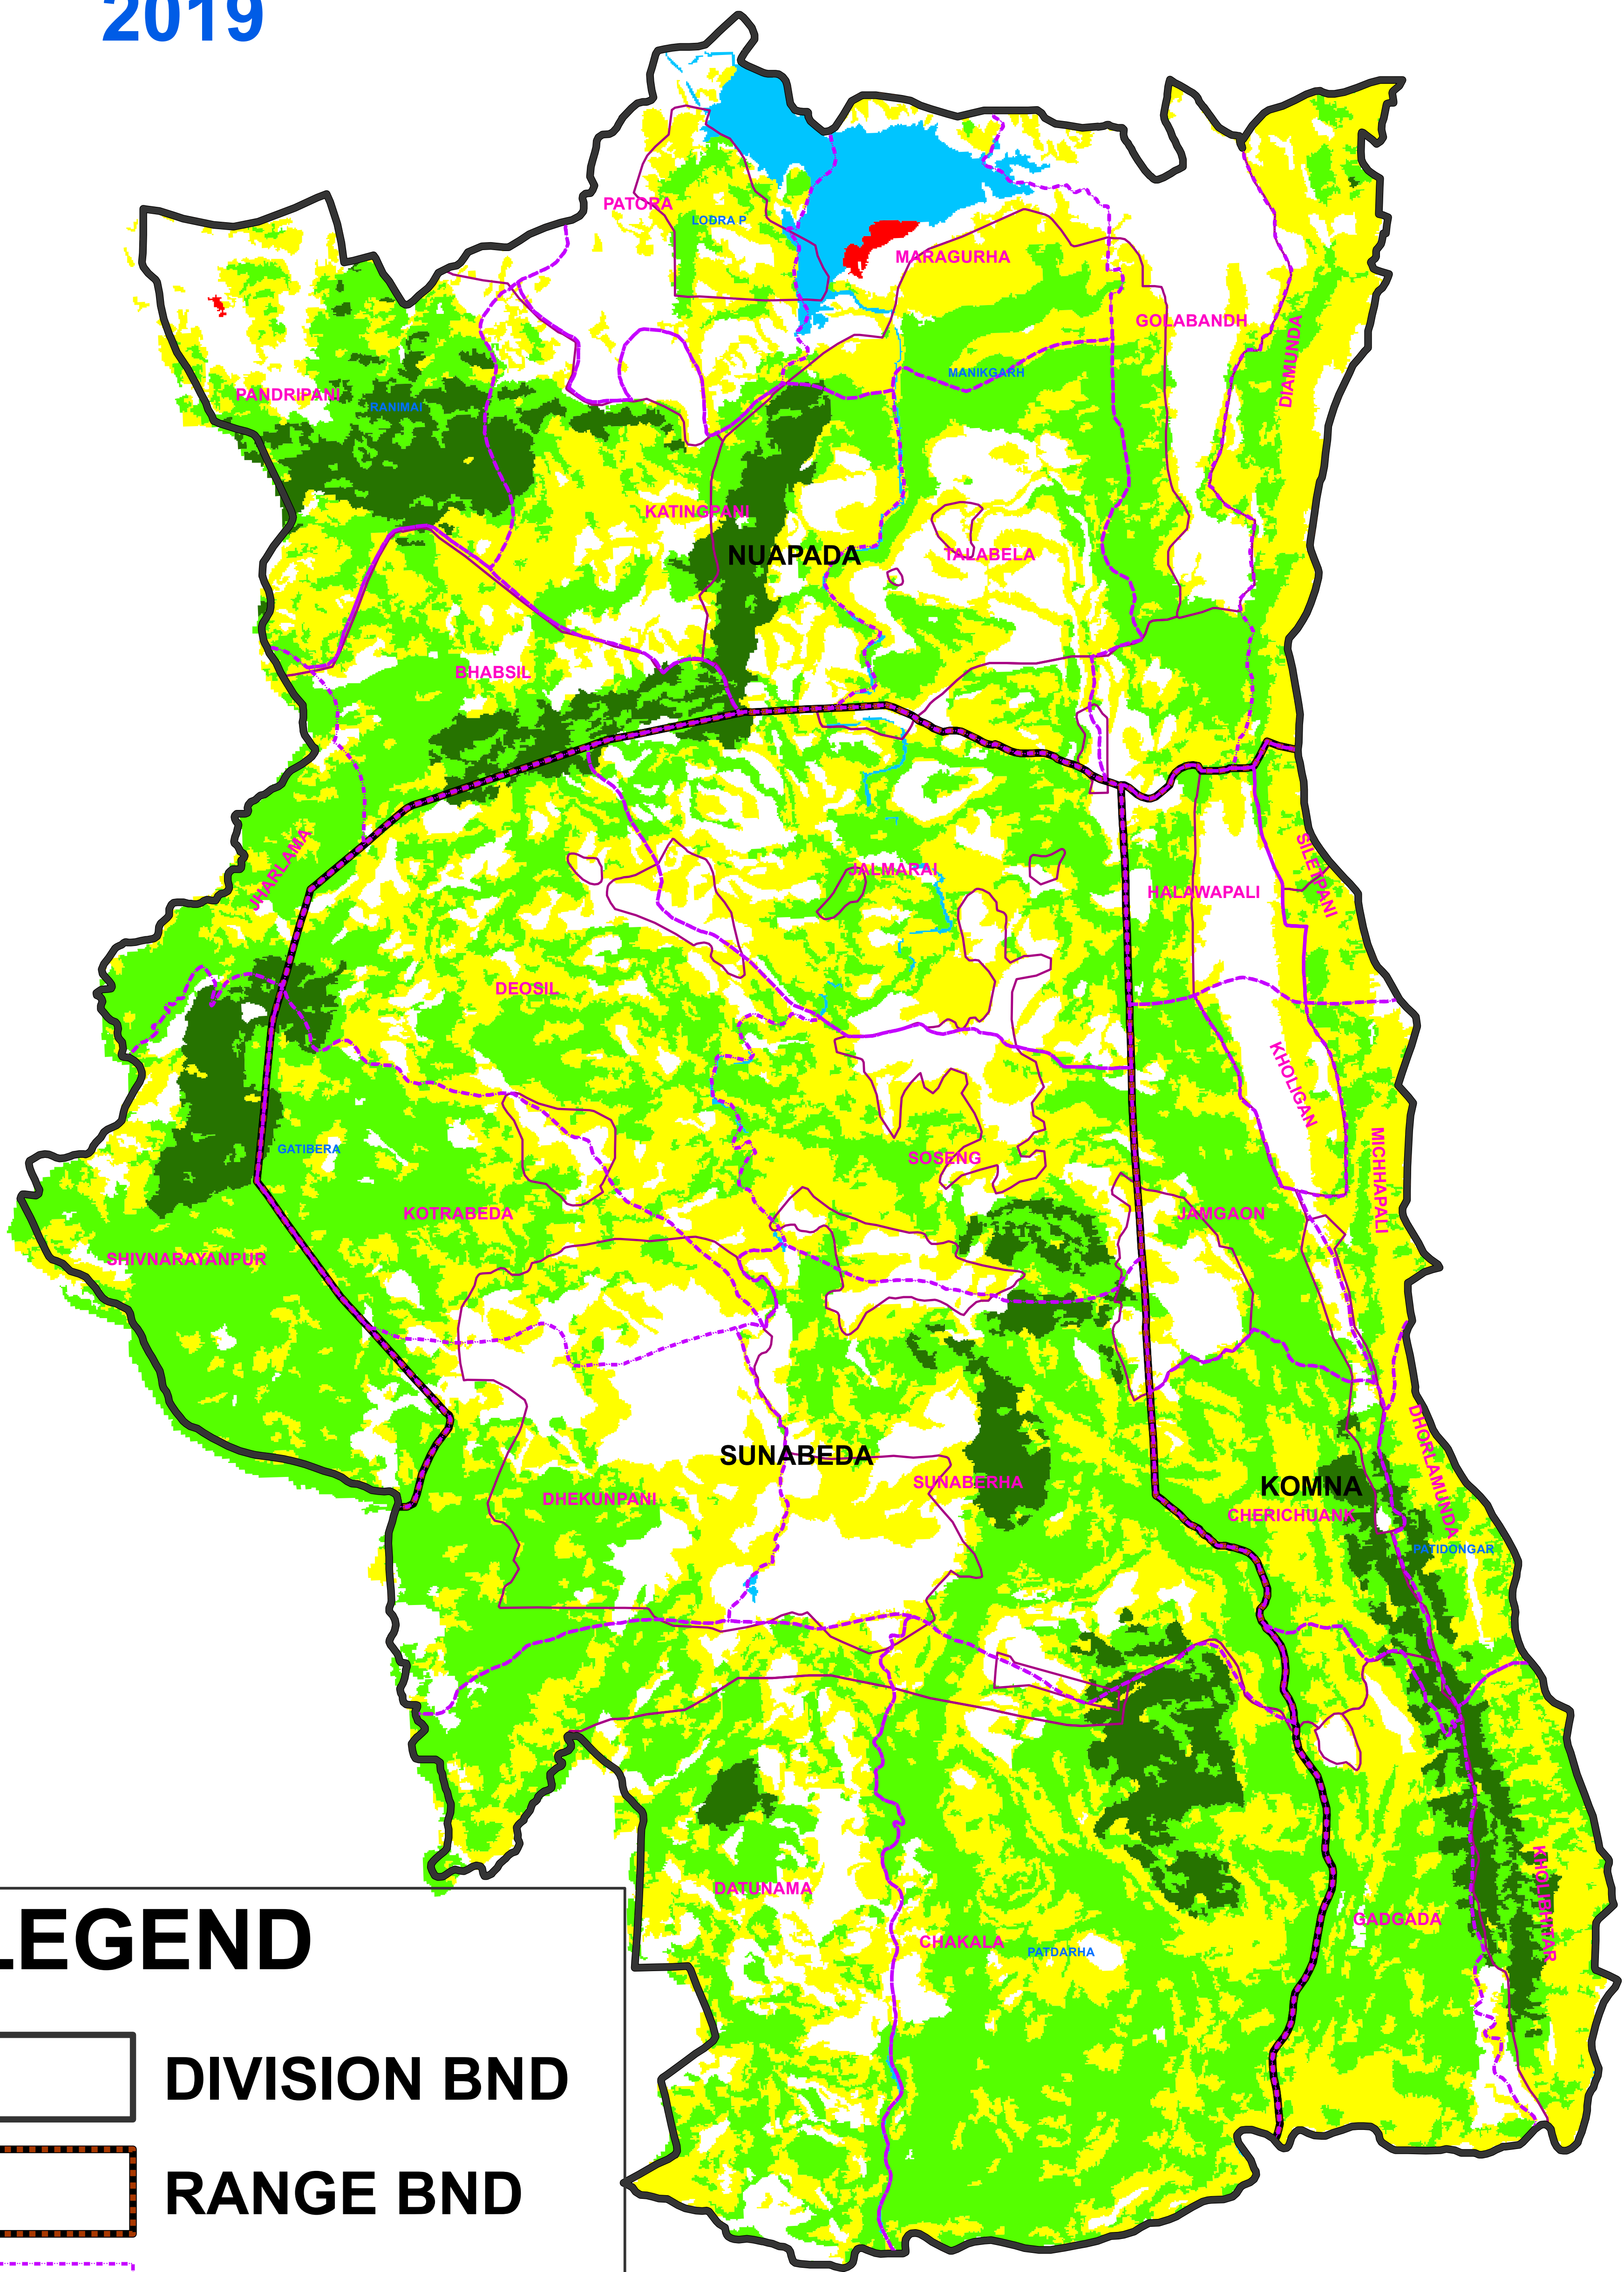 2019
PATORA
LODRA P
MARAGURHA
GOLABANDH
DIAMUNDA
MANIKGARH
PANDRIPANI
RANIMAI
KATINGPANI
NUAPADA
TALABELA
BHABSIL
JHARLAMA
JALMARAI
HALAWAPALI
SILETPANI
DEOSIL
KHOLIGAN
MICHHAPALI
GATIBERA
SOSENG
KOTRABEDA
JAMGAON
SHIVNARAYANPUR
SUNABEDA
SUNABERHA
DHEKUNPANI
KOMNA
CHERICHUANK
DHORLAMUNDA
PATIDONGAR
DATUNAMA
CHAKALA
PATDARHA
GADGADA
KHOLIBHITAR
LEGEND
DIVISION BND
RANGE BND